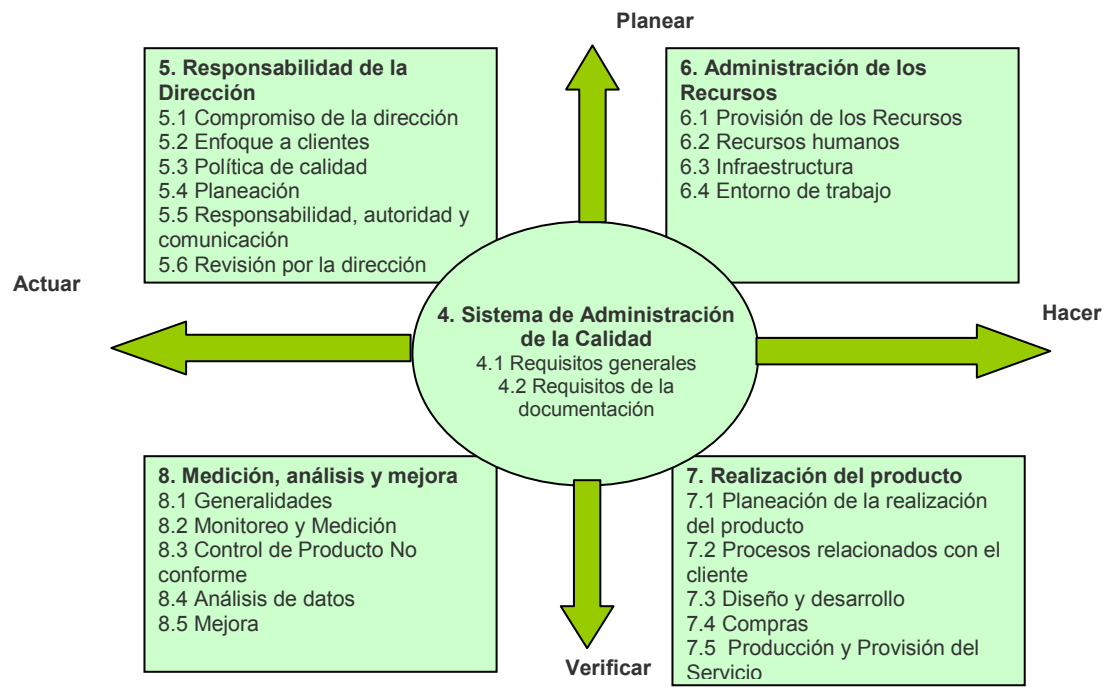 Planear
5. Responsabilidad de la
Dirección
5.1 Compromiso de la dirección
5.2 Enfoque a clientes
5.3 Política de calidad
5.4 Planeación
5.5 Responsabilidad, autoridad y
comunicación
5.6 Revisión por la dirección
6. Administración de los
Recursos
6.1 Provisión de los Recursos
6.2 Recursos humanos
6.3 Infraestructura
6.4 Entorno de trabajo
Actuar
Hacer
4. Sistema de Administración
de la Calidad
4.1 Requisitos generales
4.2 Requisitos de la
documentación
8. Medición, análisis y mejora
8.1 Generalidades
8.2 Monitoreo y Medición
8.3 Control de Producto No
conforme
8.4 Análisis de datos
8.5 Mejora
7. Realización del producto
7.1 Planeación de la realización
del producto
7.2 Procesos relacionados con el
cliente
7.3 Diseño y desarrollo
7.4 Compras
7.5  Producción y Provisión del
Servicio
Verificar